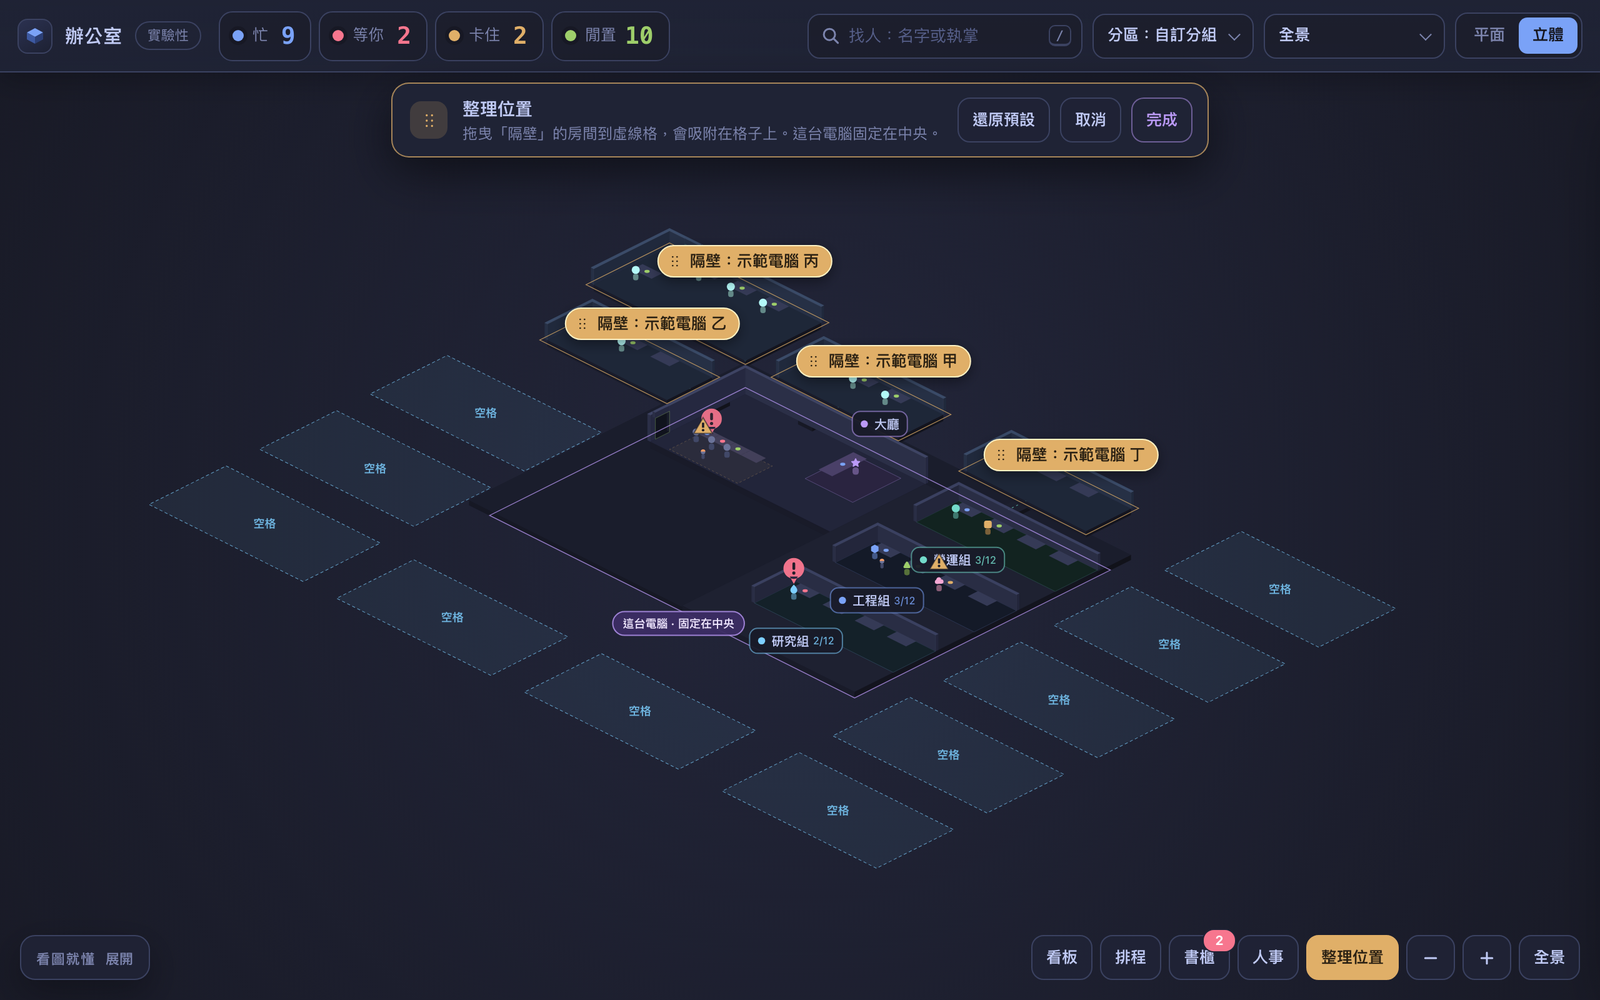 辦公室
實驗性
忙 9
等你 2
卡住 2
閒置 10
找人：名字或執掌
/
分區：自訂分組
全景
平面
立體
整理位置
拖曳「隔壁」的房間到虛線格，會吸附在格子上。這台電腦固定在中央。
還原預設
取消
完成
隔壁：示範電腦 丙
隔壁：示範電腦 乙
隔壁：示範電腦 甲
大廳
隔壁：示範電腦 丁
空格
空格
空格
空格
空格
空格
空格
空格
空格
空格
運組 3/12
工程組 3/12
研究組 2/12
這台電腦 · 固定在中央
看圖就懂 展開
看板
排程
書櫃
2
人事
整理位置
−
+
全景